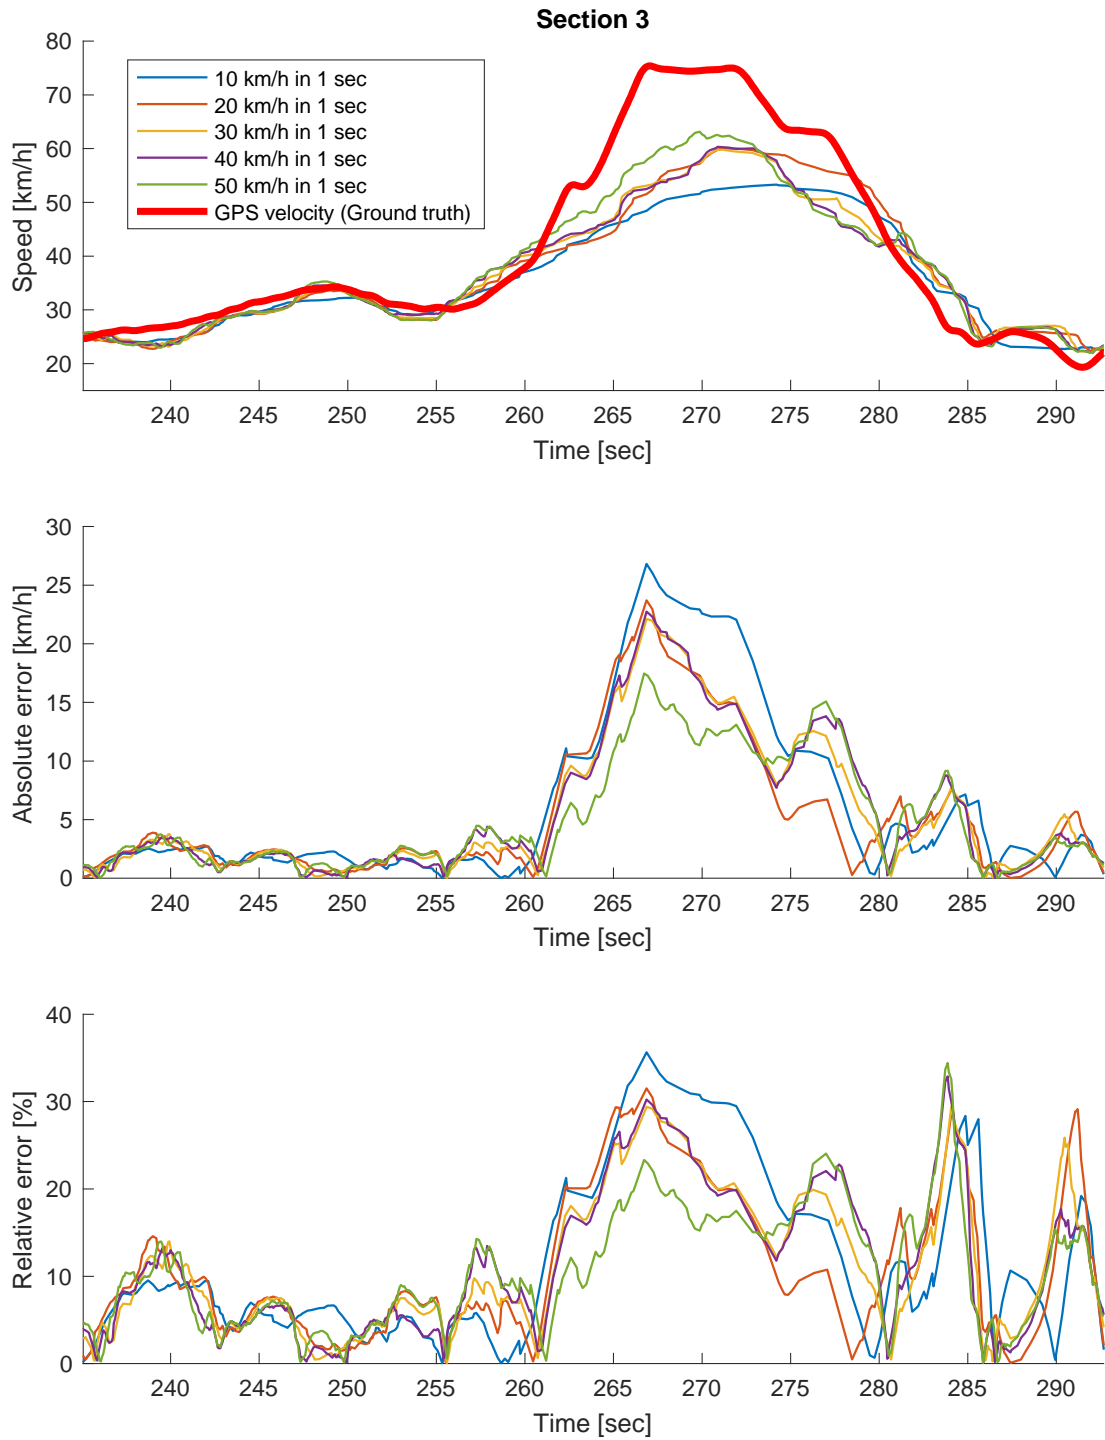 Section 3
80
70
60
50
40
30
20
Speed [km/h]
10 km/h in 1 sec
20 km/h in 1 sec
30 km/h in 1 sec
40 km/h in 1 sec
50 km/h in 1 sec
GPS velocity (Ground truth)
240 245 250 255 260 265 270 275 280 285 290
Time [sec]
30
25
20
15
10
5
0
Absolute error [km/h]
240 245 250 255 260 265 270 275 280 285 290
Time [sec]
40
30
20
10
0
Relative error [%]
240 245 250 255 260 265 270 275 280 285 290
Time [sec]